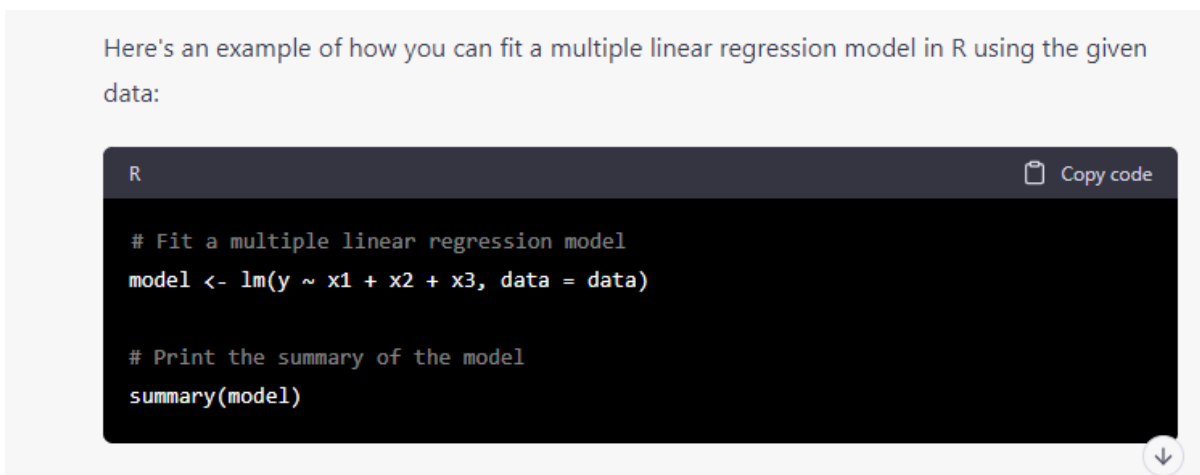 Here's an example of how you can fit a multiple linear regression model in R using the given
data:
R
Copy code
# Fit a multiple linear regression model
model <- lm(y ~ x1 + x2 + x3, data = data)
# Print the summary of the model
summary(model)